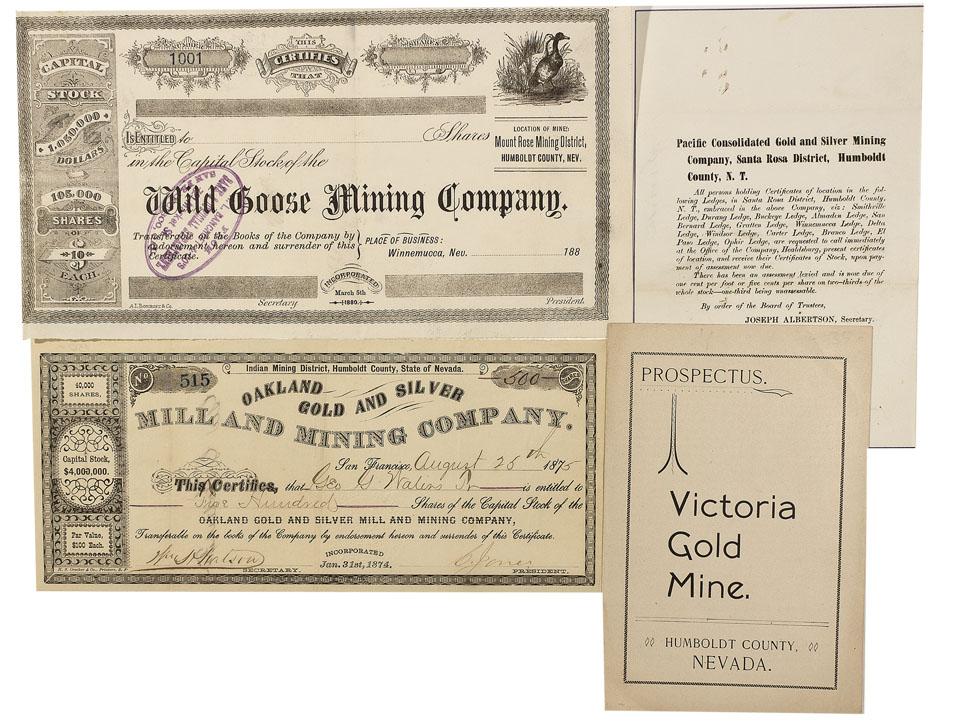 CAPITAL
STOCK
1,050,000
DOLLARS
105,000
SHARES
OF
10
EACH.
1001
THIS
CERTIFIES
THAT
SHARES
Is ENTITLED to
Shares
in the Capital Stock of the
Wild Goose Mining Company.
LOCATION OF MINE:
Mount Rose Mining District,
HUMBOLDT COUNTY, NEV.
Transferable on the Books of the Company by
endorsement hereon and surrender of this
Certificate.
PLACE OF BUSINESS:
Winnemucca, Nev. 188
INCORPORATED
March 5th
1880.
Secretary
President.
Pacific Consolidated Gold and Silver Mining
Company, Santa Rosa District, Humboldt
County, N. T.
All persons holding Certificates of location in the fol-
lowing Ledges, in Santa Rosa District, Humboldt County,
N. T., embraced in the above Company, viz: Smithville
Ledge, Durang Ledge, Buckeye Ledge, Almaden Ledge, San
Bernard Ledge, Grattes Ledge, Winnemucca Ledge, Delta
Ledge, Windsor Ledge, Carter Ledge, Bronco Ledge, El
Paso Ledge, Ophir Ledge, are requested to call immediately
at the Office of the Company, Healdsburg, present certificates
of location, and receive their Certificates of Stock, upon pay-
ment of assessment now due.
There has been an assessment levied and is now due of
one cent per foot or five cents per share on two-thirds of the
whole stock—one-third being unassessable.
By order of the Board of Trustees,
JOSEPH ALBERTSON, Secretary.
40,000
SHARES,
Capital Stock,
$4,000,000.
Par Value,
$100 Each.
Indian Mining District, Humboldt County, State of Nevada.
No 515
500
OAKLAND
GOLD AND SILVER
MILL AND MINING COMPANY.
San Francisco, August 25th 1875
This Certifies, that Geo G. is entitled to
Five Hundred Shares of the Capital Stock of the
OAKLAND GOLD AND SILVER MILL AND MINING COMPANY,
Transferable on the books of the Company by endorsement hereon and surrender of this Certificate.
INCORPORATED
Jan. 31st, 1874.
SECRETARY.
PRESIDENT.
PROSPECTUS.
Victoria
Gold
Mine.
HUMBOLDT COUNTY,
NEVADA.